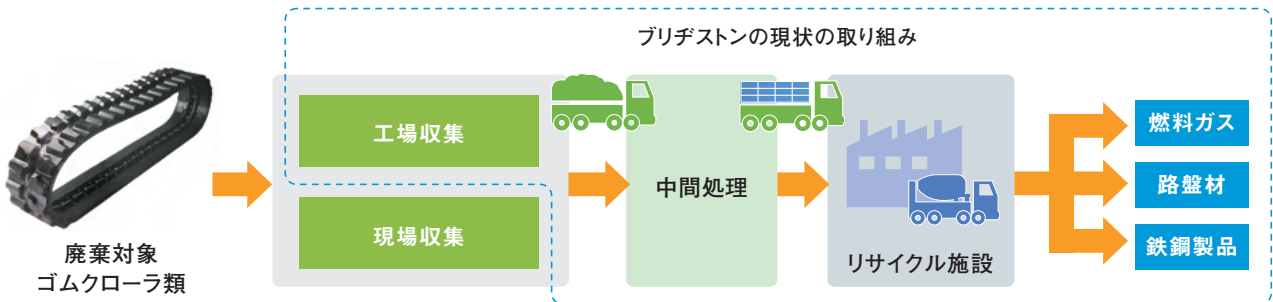 ブリヂストンの現状の取り組み
工場収集
現場収集
廃棄対象
ゴムクローラ類
中間処理
リサイクル施設
燃料ガス
路盤材
鉄鋼製品